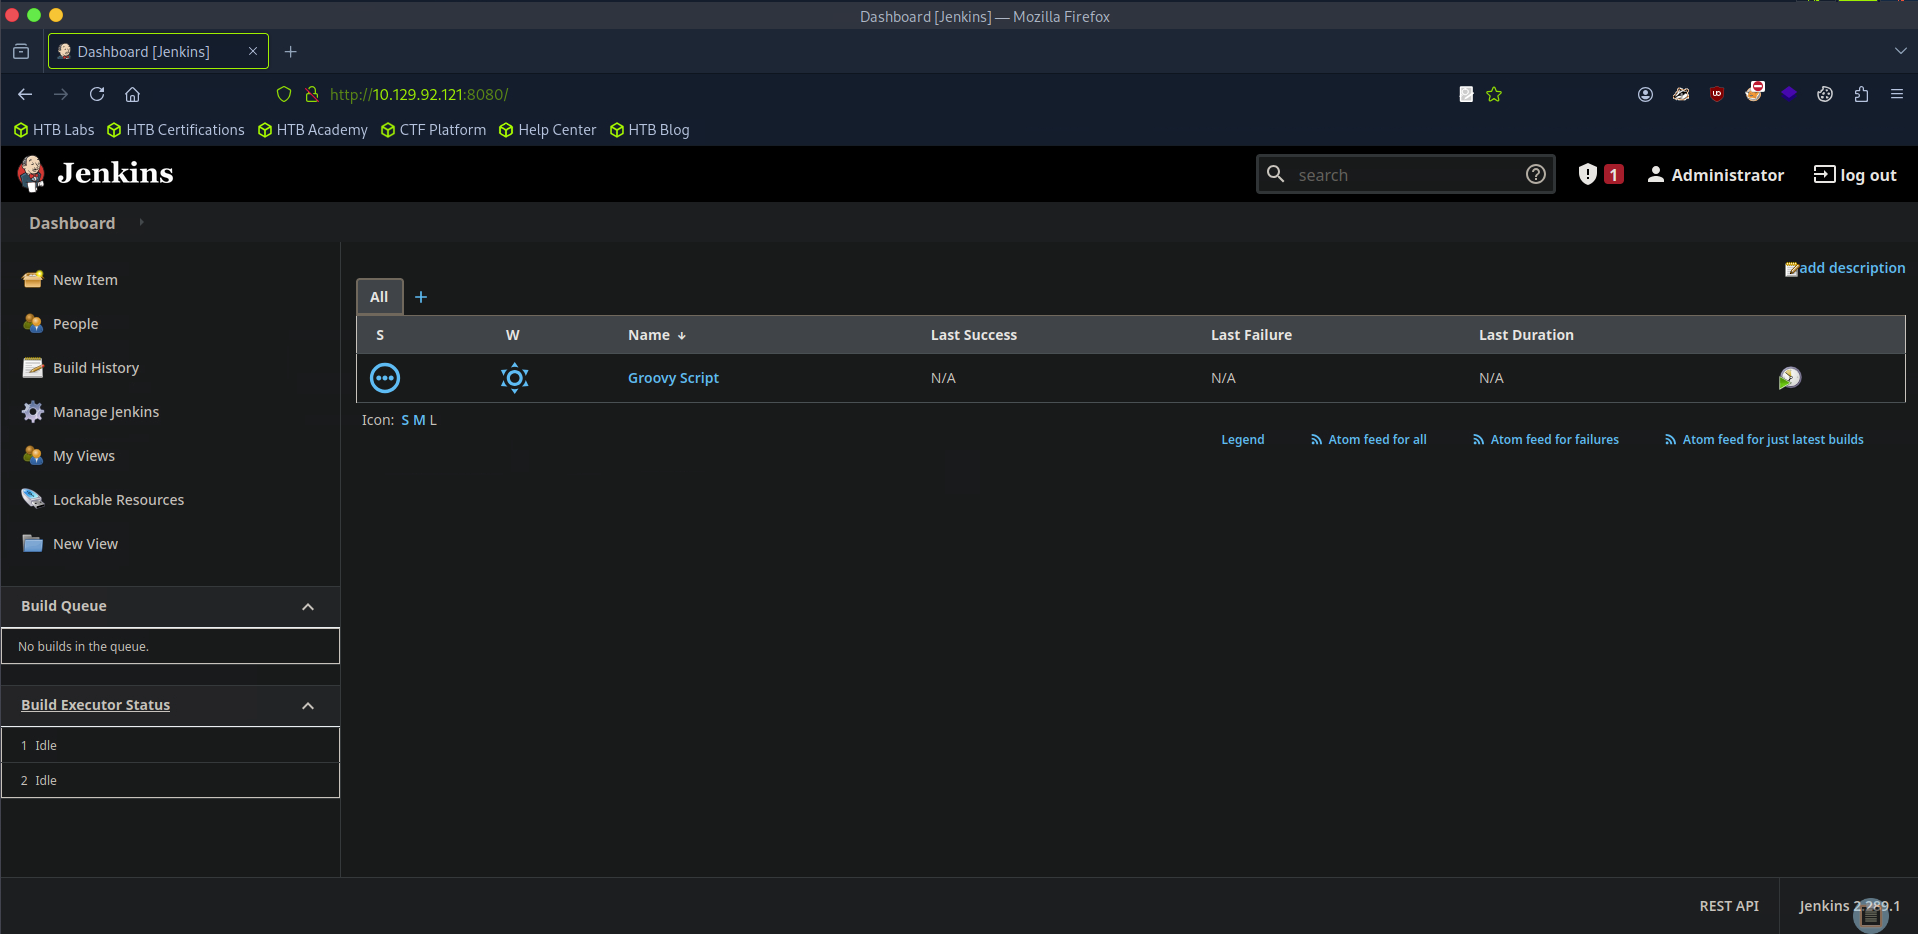 Dashboard [Jenkins] — Mozilla Firefox
Dashboard [Jenkins]
http://10.129.92.121:8080/
HTB Labs HTB Certifications HTB Academy CTF Platform Help Center HTB Blog
Jenkins search 1 Administrator log out
Dashboard
New Item
People
Build History
Manage Jenkins
My Views
Lockable Resources
New View
Build Queue
No builds in the queue.
Build Executor Status
1 Idle
2 Idle
add description
All +
S W Name ↓ Last Success Last Failure Last Duration
Groovy Script N/A N/A N/A
Icon: S M L
Legend Atom feed for all Atom feed for failures Atom feed for just latest builds
REST API Jenkins 2.289.1